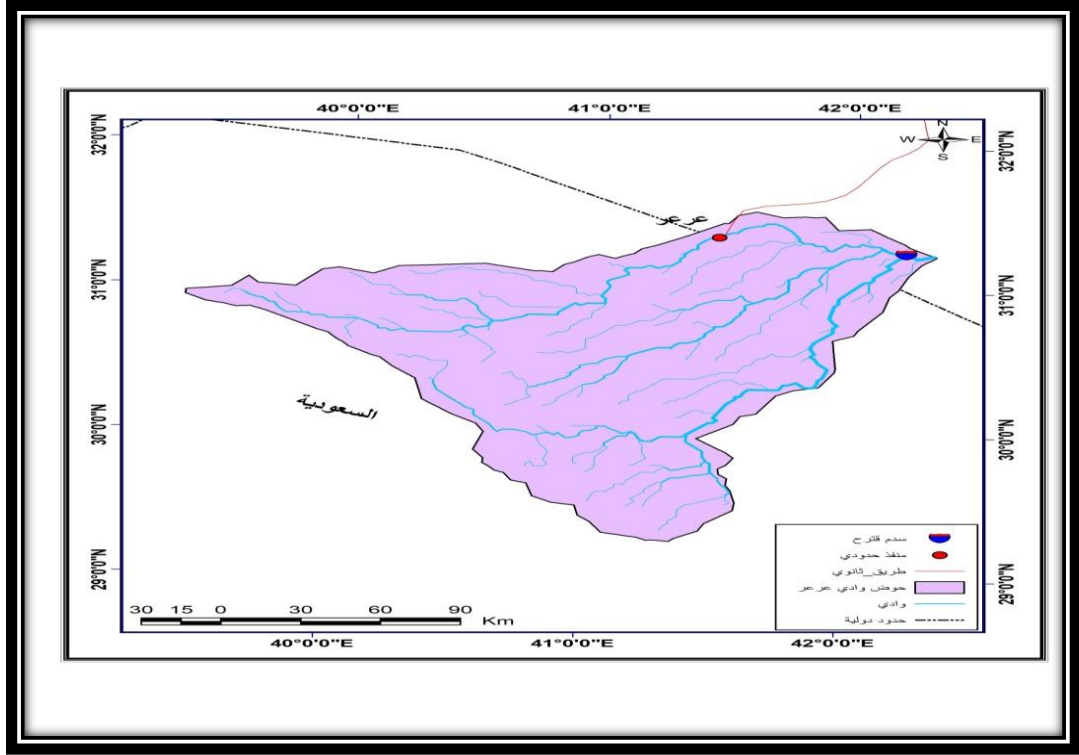 40°0'0"E 41°0'0"E 42°0'0"E
32°0'0"N
32°0'0"N
N
W E
S
عرعر
31°0'0"N
31°0'0"N
السعودية
30°0'0"N
30°0'0"N
29°0'0"N
29°0'0"N
سدم قترح
منفذ حدودي
طريق_ثانوي
حوض وادي عرعر
وادي
حدود دولية
30 15 0 30 60 90 Km
40°0'0"E 41°0'0"E 42°0'0"E